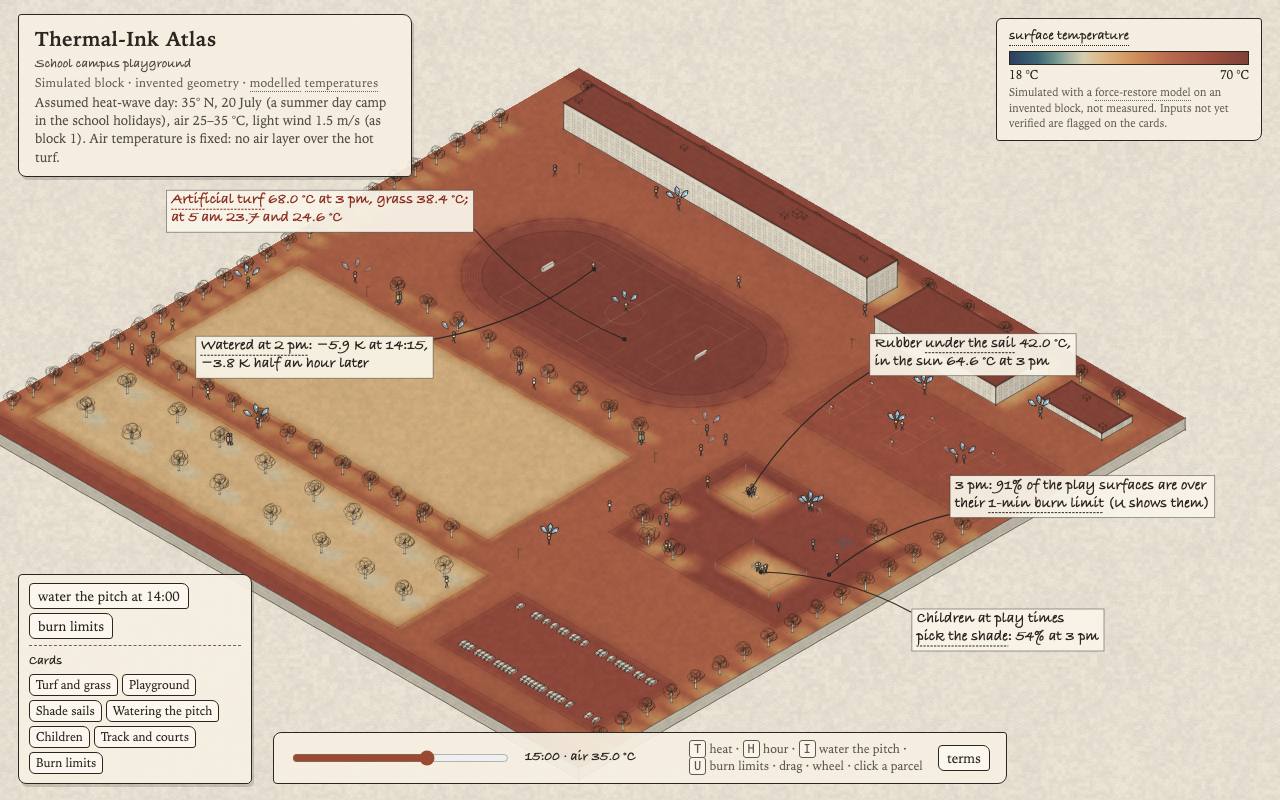 Thermal-Ink Atlas
School campus playground
Simulated block · invented geometry · modelled temperatures
Assumed heat-wave day: 35° N, 20 July (a summer day camp
in the school holidays), air 25–35 °C, light wind 1.5 m/s (as
block 1). Air temperature is fixed: no air layer over the hot
turf.
surface temperature
18 °C
70 °C
Simulated with a force-restore model on an
invented block, not measured. Inputs not yet
verified are flagged on the cards.
Artificial turf 68.0 °C at 3 pm, grass 38.4 °C;
at 5 am 23.7 and 24.6 °C
Watered at 2 pm: −5.9 K at 14:15,
−3.8 K half an hour later
Rubber under the sail 42.0 °C,
in the sun 64.6 °C at 3 pm
3 pm: 91% of the play surfaces are over
their 1-min burn limit (U shows them)
Children at play times
pick the shade: 54% at 3 pm
water the pitch at 14:00
burn limits
Cards
Turf and grass
Playground
Shade sails
Watering the pitch
Children
Track and courts
Burn limits
15:00 · air 35.0 °C
T heat · H hour · I water the pitch ·
U burn limits · drag · wheel · click a parcel
terms